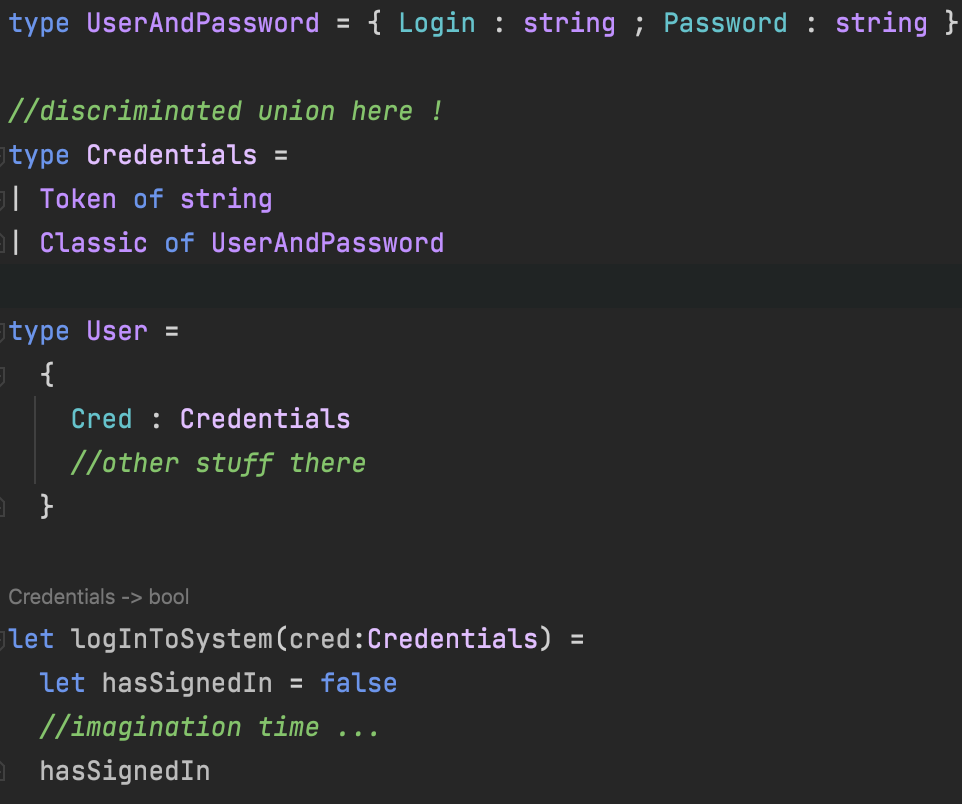 type UserAndPassword = { Login : string ; Password : string }
//discriminated union here !
type Credentials =
| Token of string
| Classic of UserAndPassword
type User =
{
Cred : Credentials
//other stuff there
}
Credentials -> bool
let logInToSystem(cred:Credentials) =
let hasSignedIn = false
//imagination time ...
hasSignedIn